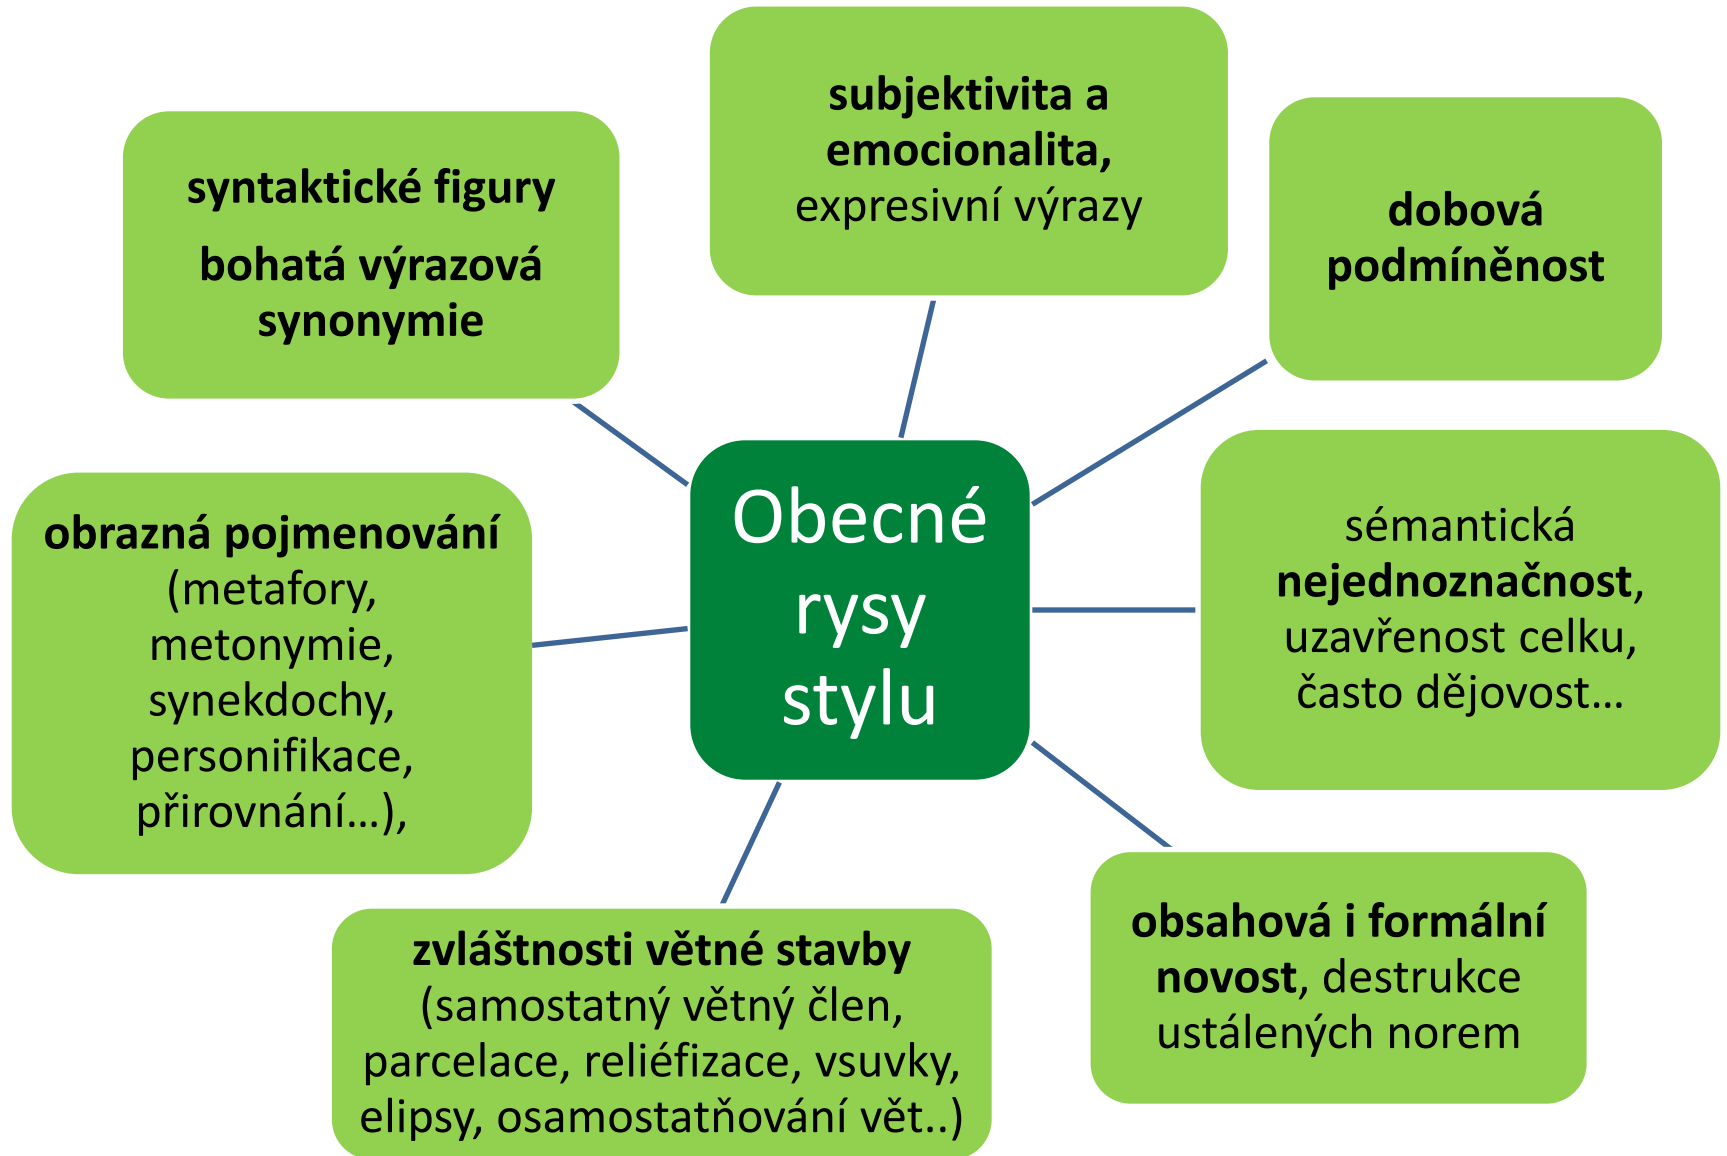 subjektivita a
emocionalita,
expresivní výrazy
dobová
podmíněnost
sémantická
nejednoznačnost,
uzavřenost celku,
často dějovost…
obsahová i formální
novost, destrukce
ustálených norem
zvláštnosti větné stavby
(samostatný větný člen,
parcelace, reliéfizace, vsuvky,
elipsy, osamostatňování vět..)
obrazná pojmenování
(metafory,
metonymie,
synekdochy,
personifikace,
přirovnání…),
syntaktické figury
bohatá výrazová
synonymie
Obecné
rysy
stylu